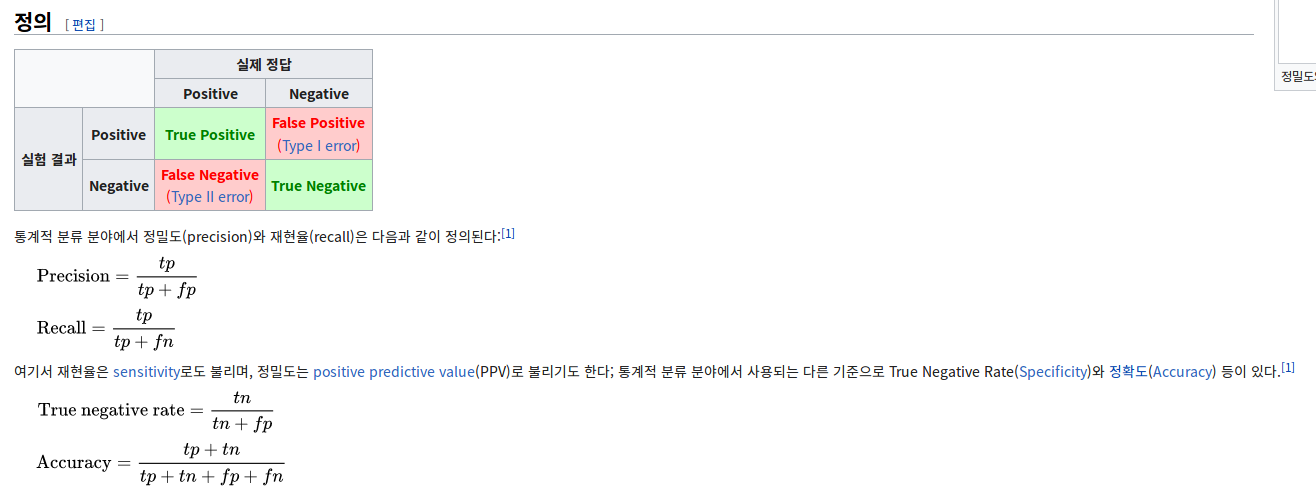 정의 [ 편집 ]
실제 정답
Positive Negative
실험 결과
Positive True Positive False Positive
(Type I error)
Negative False Negative
(Type II error) True Negative
통계적 분류 분야에서 정밀도(precision)와 재현율(recall)은 다음과 같이 정의된다:[1]
Precision = tp / (tp + fp)
Recall = tp / (tp + fn)
여기서 재현율은 sensitivity로도 불리며, 정밀도는 positive predictive value(PPV)로 불리기도 한다; 통계적 분류 분야에서 사용되는 다른 기준으로 True Negative Rate(Specificity)와 정확도(Accuracy) 등이 있다.[1]
True negative rate = tn / (tn + fp)
Accuracy = (tp + tn) / (tp + tn + fp + fn)
정밀도